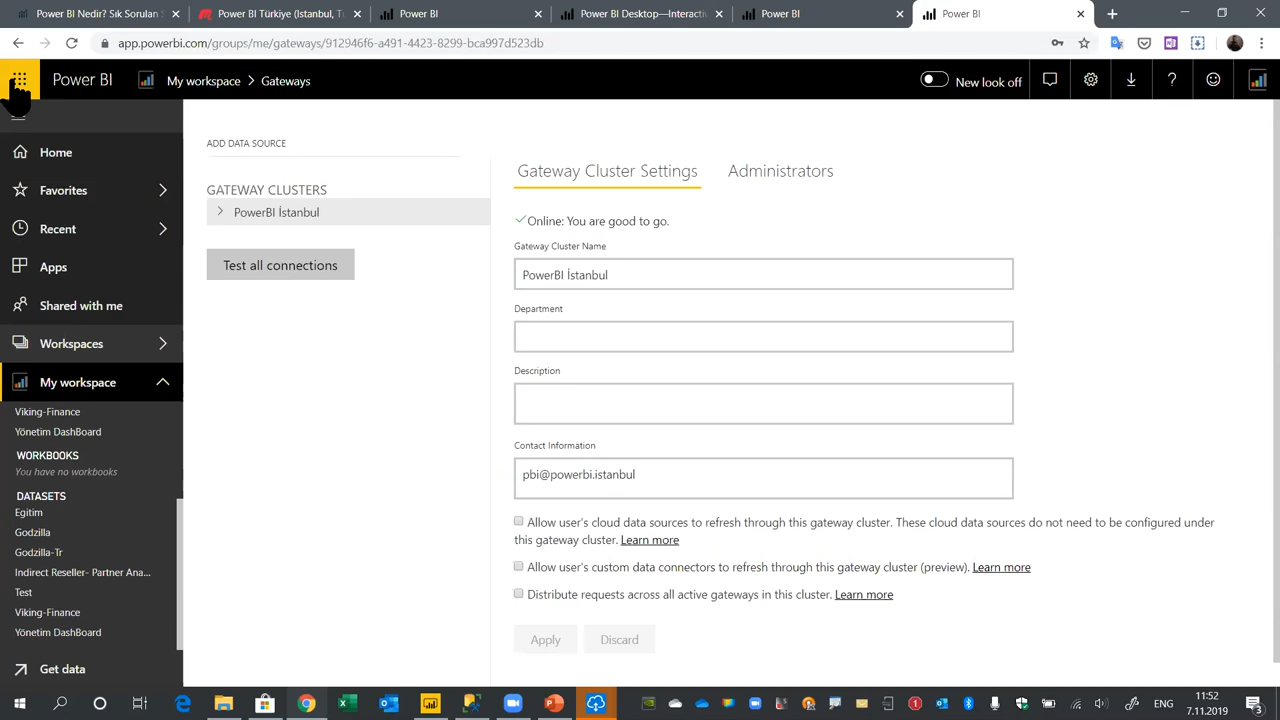 Power BI - Sık Sorulan S
Power BI Türkiye (İstanbul, T
Power BI
Power BI Desktop—Interacti
Power BI
Power BI
app.powerbi.com/groups/me/gateways/912946f6-a491-4423-8299-bca997d523db
Power BI
My workspace > Gateways
New look off
Home
Favorites
Recent
Apps
Shared with me
Workspaces
My workspace
Viking-Finance
Yönetim DashBoard
WORKBOOKS
You have no workbooks
DATASETS
Egitim
Godzilla
Godzilla-Tr
Indirect Reseller- Partner Ana...
Test
Viking-Finance
Yönetim DashBoard
Get data
ADD DATA SOURCE
GATEWAY CLUSTERS
PowerBI İstanbul
Test all connections
Gateway Cluster Settings
Administrators
Online: You are good to go.
Gateway Cluster Name
PowerBI İstanbul
Department
Description
Contact Information
pbi@powerbi.istanbul
Allow user's cloud data sources to refresh through this gateway cluster. These cloud data sources do not need to be configured under
this gateway cluster. Learn more
Allow user's custom data connectors to refresh through this gateway cluster (preview). Learn more
Distribute requests across all active gateways in this cluster. Learn more
Apply
Discard
ENG
11:52
7.11.2019